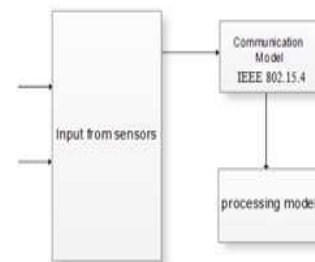 Communication
Model
IEEE 802.15.4
Input from sensors
processing model